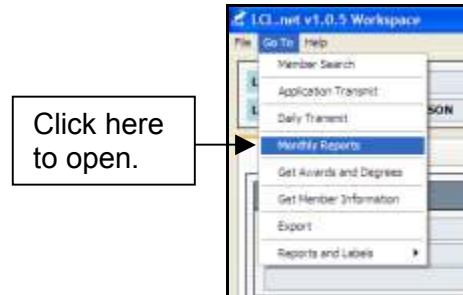 LCL.net v1.0.5 Workspace
File Go To Help
Member Search
Application Transmit
SON
Daily Transmit
Click here
to open.
Monthly Reports
Get Awards and Degrees
Get Member Information
Export
Reports and Labels